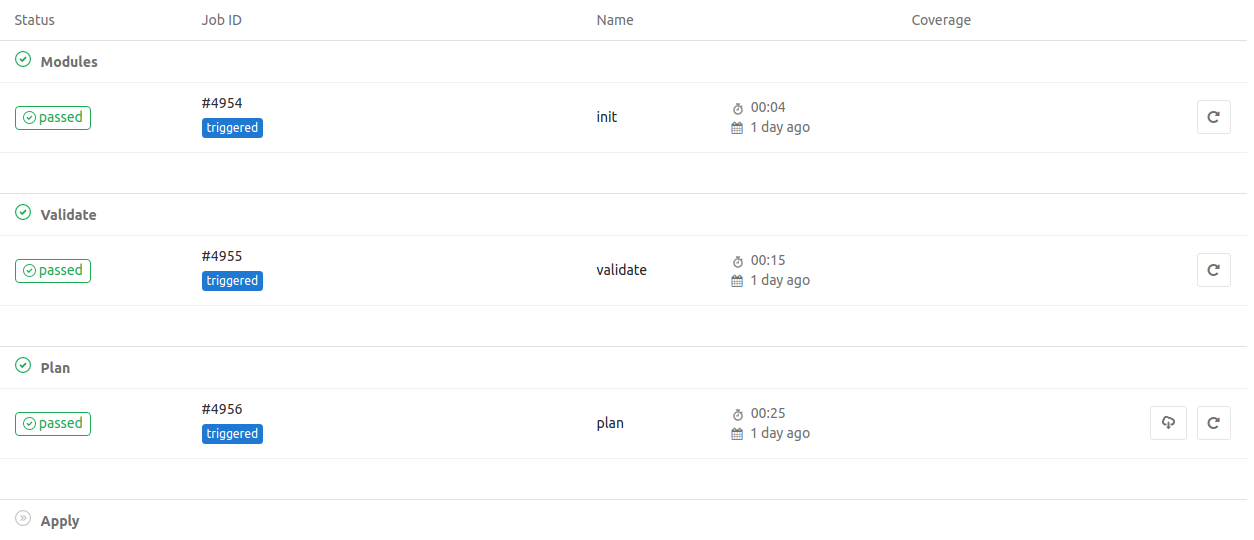 Status Job ID Name Coverage
Modules
passed #4954 triggered init 00:04
1 day ago
Validate
passed #4955 triggered validate 00:15
1 day ago
Plan
passed #4956 triggered plan 00:25
1 day ago
Apply